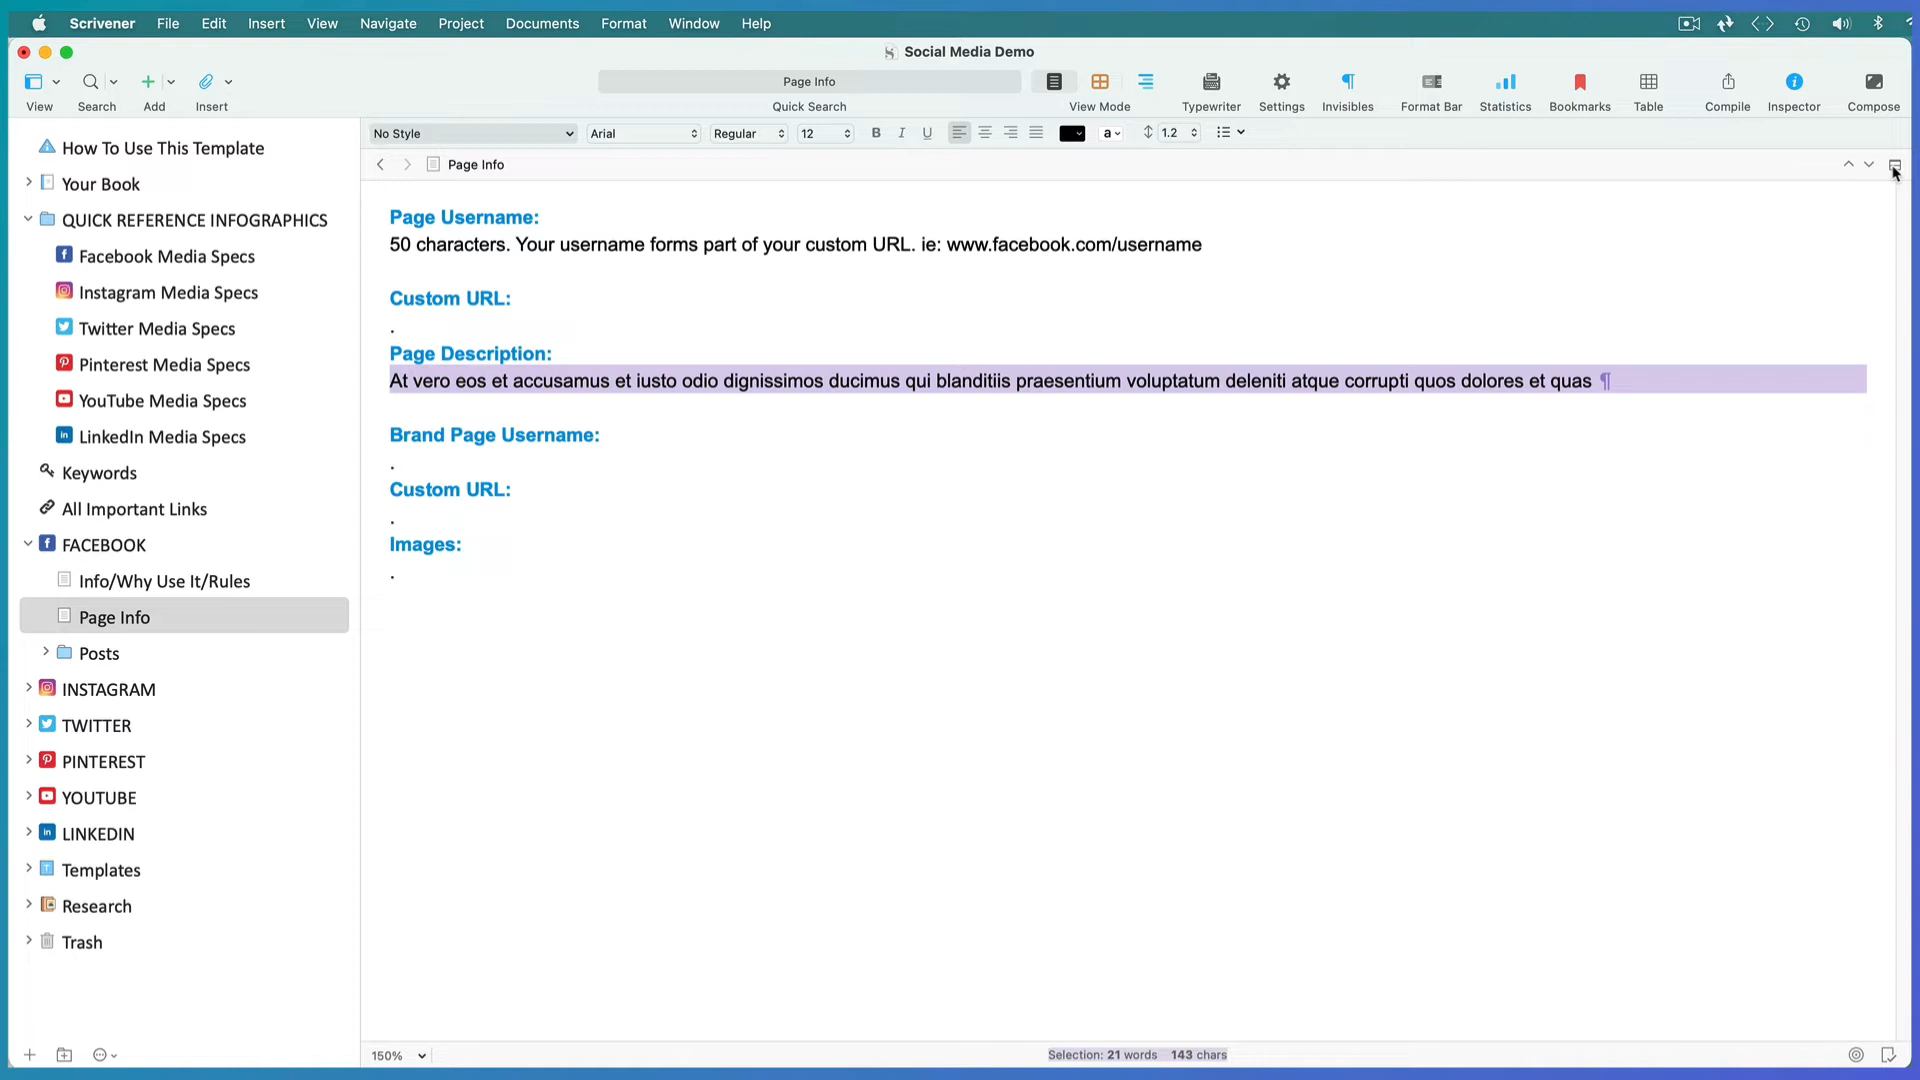 Scrivener File Edit Insert View Navigate Project Documents Format Window Help
Social Media Demo
Page Info
View Search Add Insert Quick Search View Mode Typewriter Settings Invisibles Format Bar Statistics Bookmarks Table Compile Inspector Compose
No Style Arial Regular 12 B I U a 1.2
Page Info
How To Use This Template
Your Book
QUICK REFERENCE INFOGRAPHICS
Facebook Media Specs
Instagram Media Specs
Twitter Media Specs
Pinterest Media Specs
YouTube Media Specs
LinkedIn Media Specs
Keywords
All Important Links
FACEBOOK
Info/Why Use It/Rules
Page Info
Posts
INSTAGRAM
TWITTER
PINTEREST
YOUTUBE
LINKEDIN
Templates
Research
Trash
Page Username:
50 characters. Your username forms part of your custom URL. ie: www.facebook.com/username
Custom URL:
.
Page Description:
At vero eos et accusamus et iusto odio dignissimos ducimus qui blanditiis praesentium voluptatum deleniti atque corrupti quos dolores et quas ¶
Brand Page Username:
.
Custom URL:
.
Images:
.
150%
Selection: 21 words 143 chars